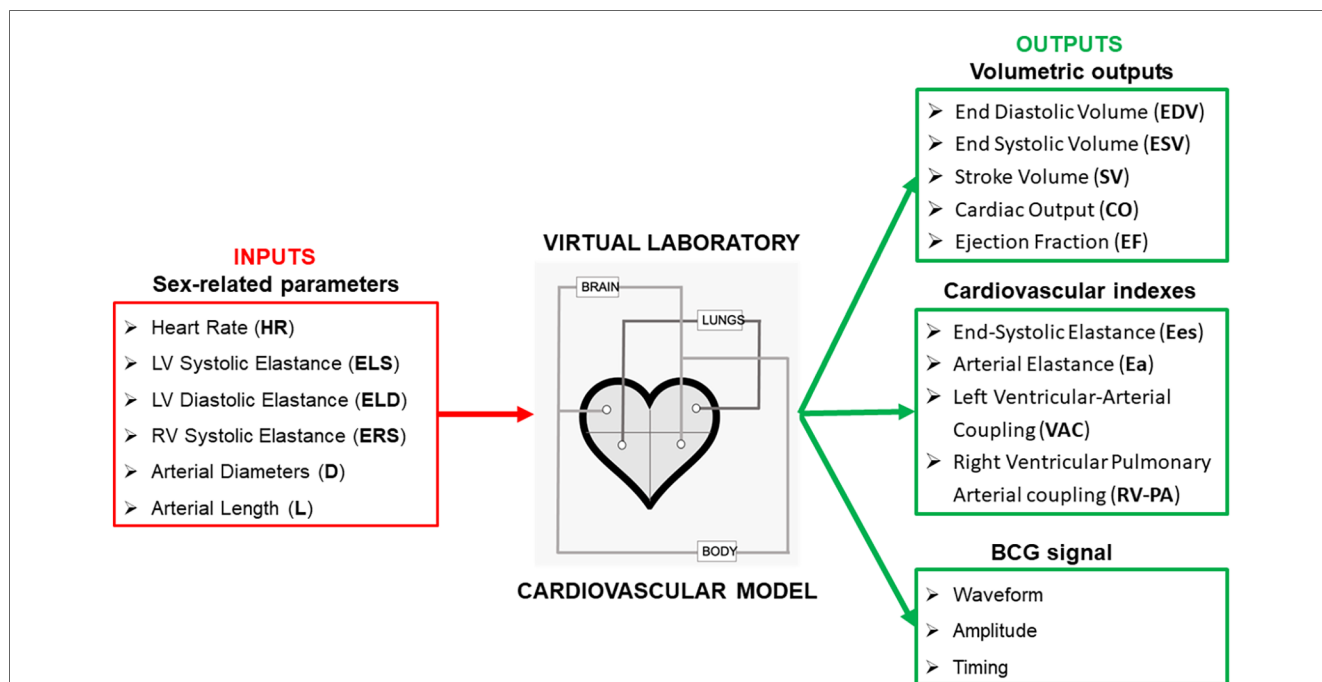 INPUTS
Sex-related parameters
➢ Heart Rate (HR)
➢ LV Systolic Elastance (ELS)
➢ LV Diastolic Elastance (ELD)
➢ RV Systolic Elastance (ERS)
➢ Arterial Diameters (D)
➢ Arterial Length (L)
VIRTUAL LABORATORY
BRAIN
LUNGS
BODY
CARDIOVASCULAR MODEL
OUTPUTS
Volumetric outputs
➢ End Diastolic Volume (EDV)
➢ End Systolic Volume (ESV)
➢ Stroke Volume (SV)
➢ Cardiac Output (CO)
➢ Ejection Fraction (EF)
Cardiovascular indexes
➢ End-Systolic Elastance (Ees)
➢ Arterial Elastance (Ea)
➢ Left Ventricular-Arterial
Coupling (VAC)
➢ Right Ventricular Pulmonary
Arterial coupling (RV-PA)
BCG signal
➢ Waveform
➢ Amplitude
➢ Timing